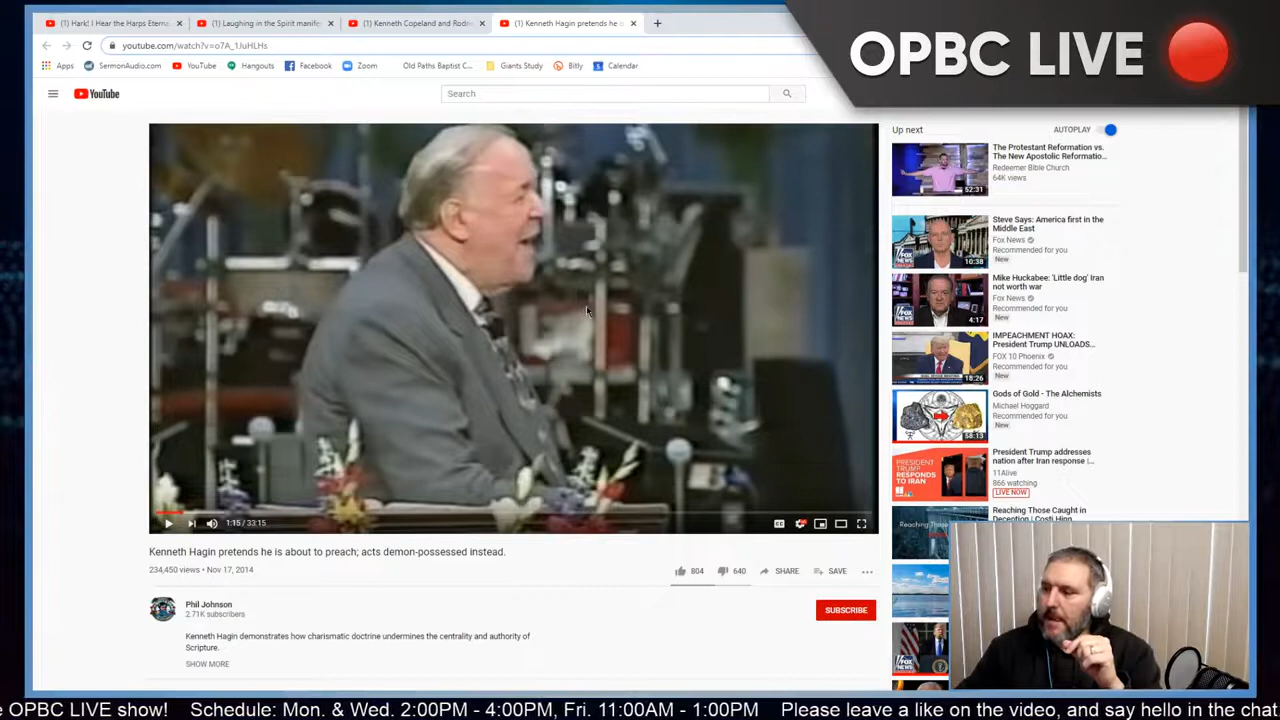 (1) Hark! I Hear the Harps Eterna
(1) Laughing in the Spirit manife
(1) Kenneth Copeland and Rodn
(1) Kenneth Hagin pretends he i
youtube.com/watch?v=o7A_1JuHLHs
Apps SermonAudio.com YouTube Hangouts Facebook Zoom Old Paths Baptist C... Giants Study Bitly Calendar
OPBC LIVE
YouTube
Search
Up next
AUTOPLAY
The Protestant Reformation vs.
The New Apostolic Reformatio...
Redeemer Bible Church
64K views
52:31
Steve Says: America first in the
Middle East
Fox News
Recommended for you
New
10:38
Mike Huckabee: 'Little dog' Iran
not worth war
Fox News
Recommended for you
New
4:17
IMPEACHMENT HOAX:
President Trump UNLOADS...
FOX 10 Phoenix
Recommended for you
New
18:26
Gods of Gold - The Alchemists
Michael Hoggard
Recommended for you
New
58:13
President Trump addresses
nation after Iran response |...
11Alive
866 watching
LIVE NOW
PRESIDENT
TRUMP
RESPONDS
TO IRAN
Reaching Those Caught in
Deception | Costi Hinn
Reaching Those
1:15 / 33:15
Kenneth Hagin pretends he is about to preach; acts demon-possessed instead.
234,450 views • Nov 17, 2014
804 640 SHARE SAVE
Phil Johnson
2.71K subscribers
SUBSCRIBE
Kenneth Hagin demonstrates how charismatic doctrine undermines the centrality and authority of
Scripture.
SHOW MORE
e OPBC LIVE show! Schedule: Mon. & Wed. 2:00PM - 4:00PM, Fri. 11:00AM - 1:00PM Please leave a like on the video, and say hello in the chat